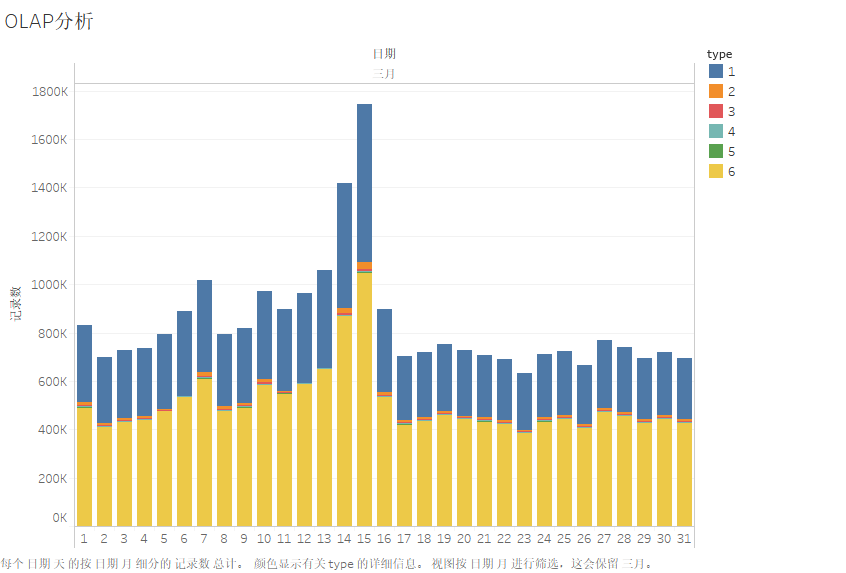 OLAP分析
日期
三月
type
1
2
3
4
5
6
1800K
1600K
1400K
1200K
1000K
800K
600K
400K
200K
0K
记录数
1 2 3 4 5 6 7 8 9 10 11 12 13 14 15 16 17 18 19 20 21 22 23 24 25 26 27 28 29 30 31
每个 日期 天 的按 日期 月 细分的 记录数 总计。 颜色显示有关 type 的详细信息。 视图按 日期 月 进行筛选，这会保留 三月。